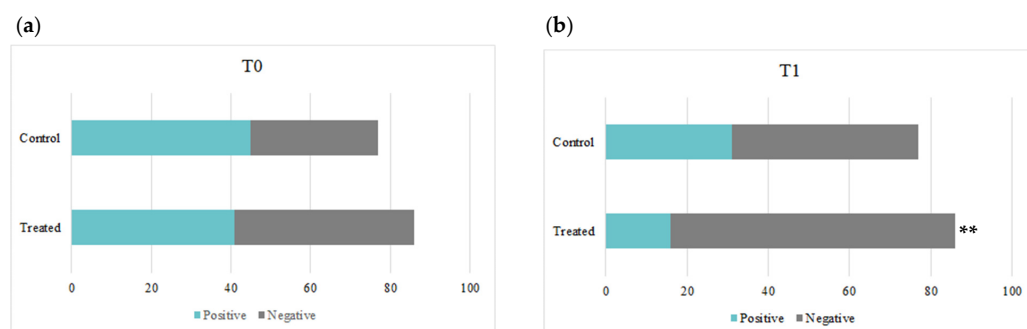 (a)
T0
Control
Treated
0 20 40 60 80 100
Positive Negative
(b)
T1
Control
Treated **
0 20 40 60 80 100
Positive Negative